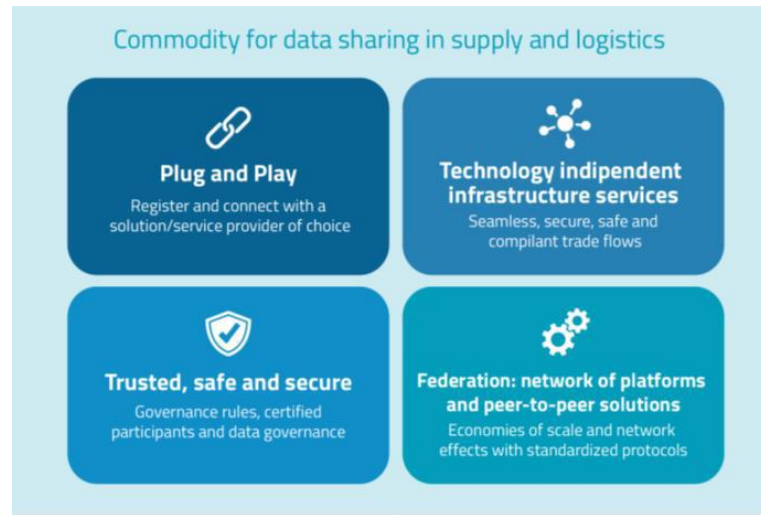 Commodity for data sharing in supply and logistics
Plug and Play
Register and connect with a
solution/service provider of choice
Technology indipendent
infrastructure services
Seamless, secure, safe and
compilant trade flows
Trusted, safe and secure
Governance rules, certified
participants and data governance
Federation: network of platforms
and peer-to-peer solutions
Economies of scale and network
effects with standardized protocols